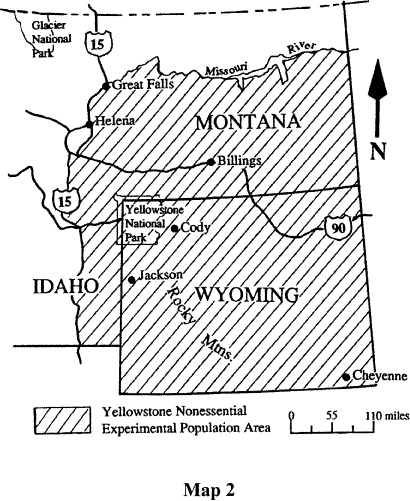 Glacier
National
Park
15
Missouri
River
Great Falls
Helena
MONTANA
N
Billings
15
Yellowstone
National
Park
Cody
90
IDAHO
Jackson
WYOMING
Rocky Mtns.
Cheyenne
Yellowstone Nonessential
Experimental Population Area
0 55 110 miles
Map 2